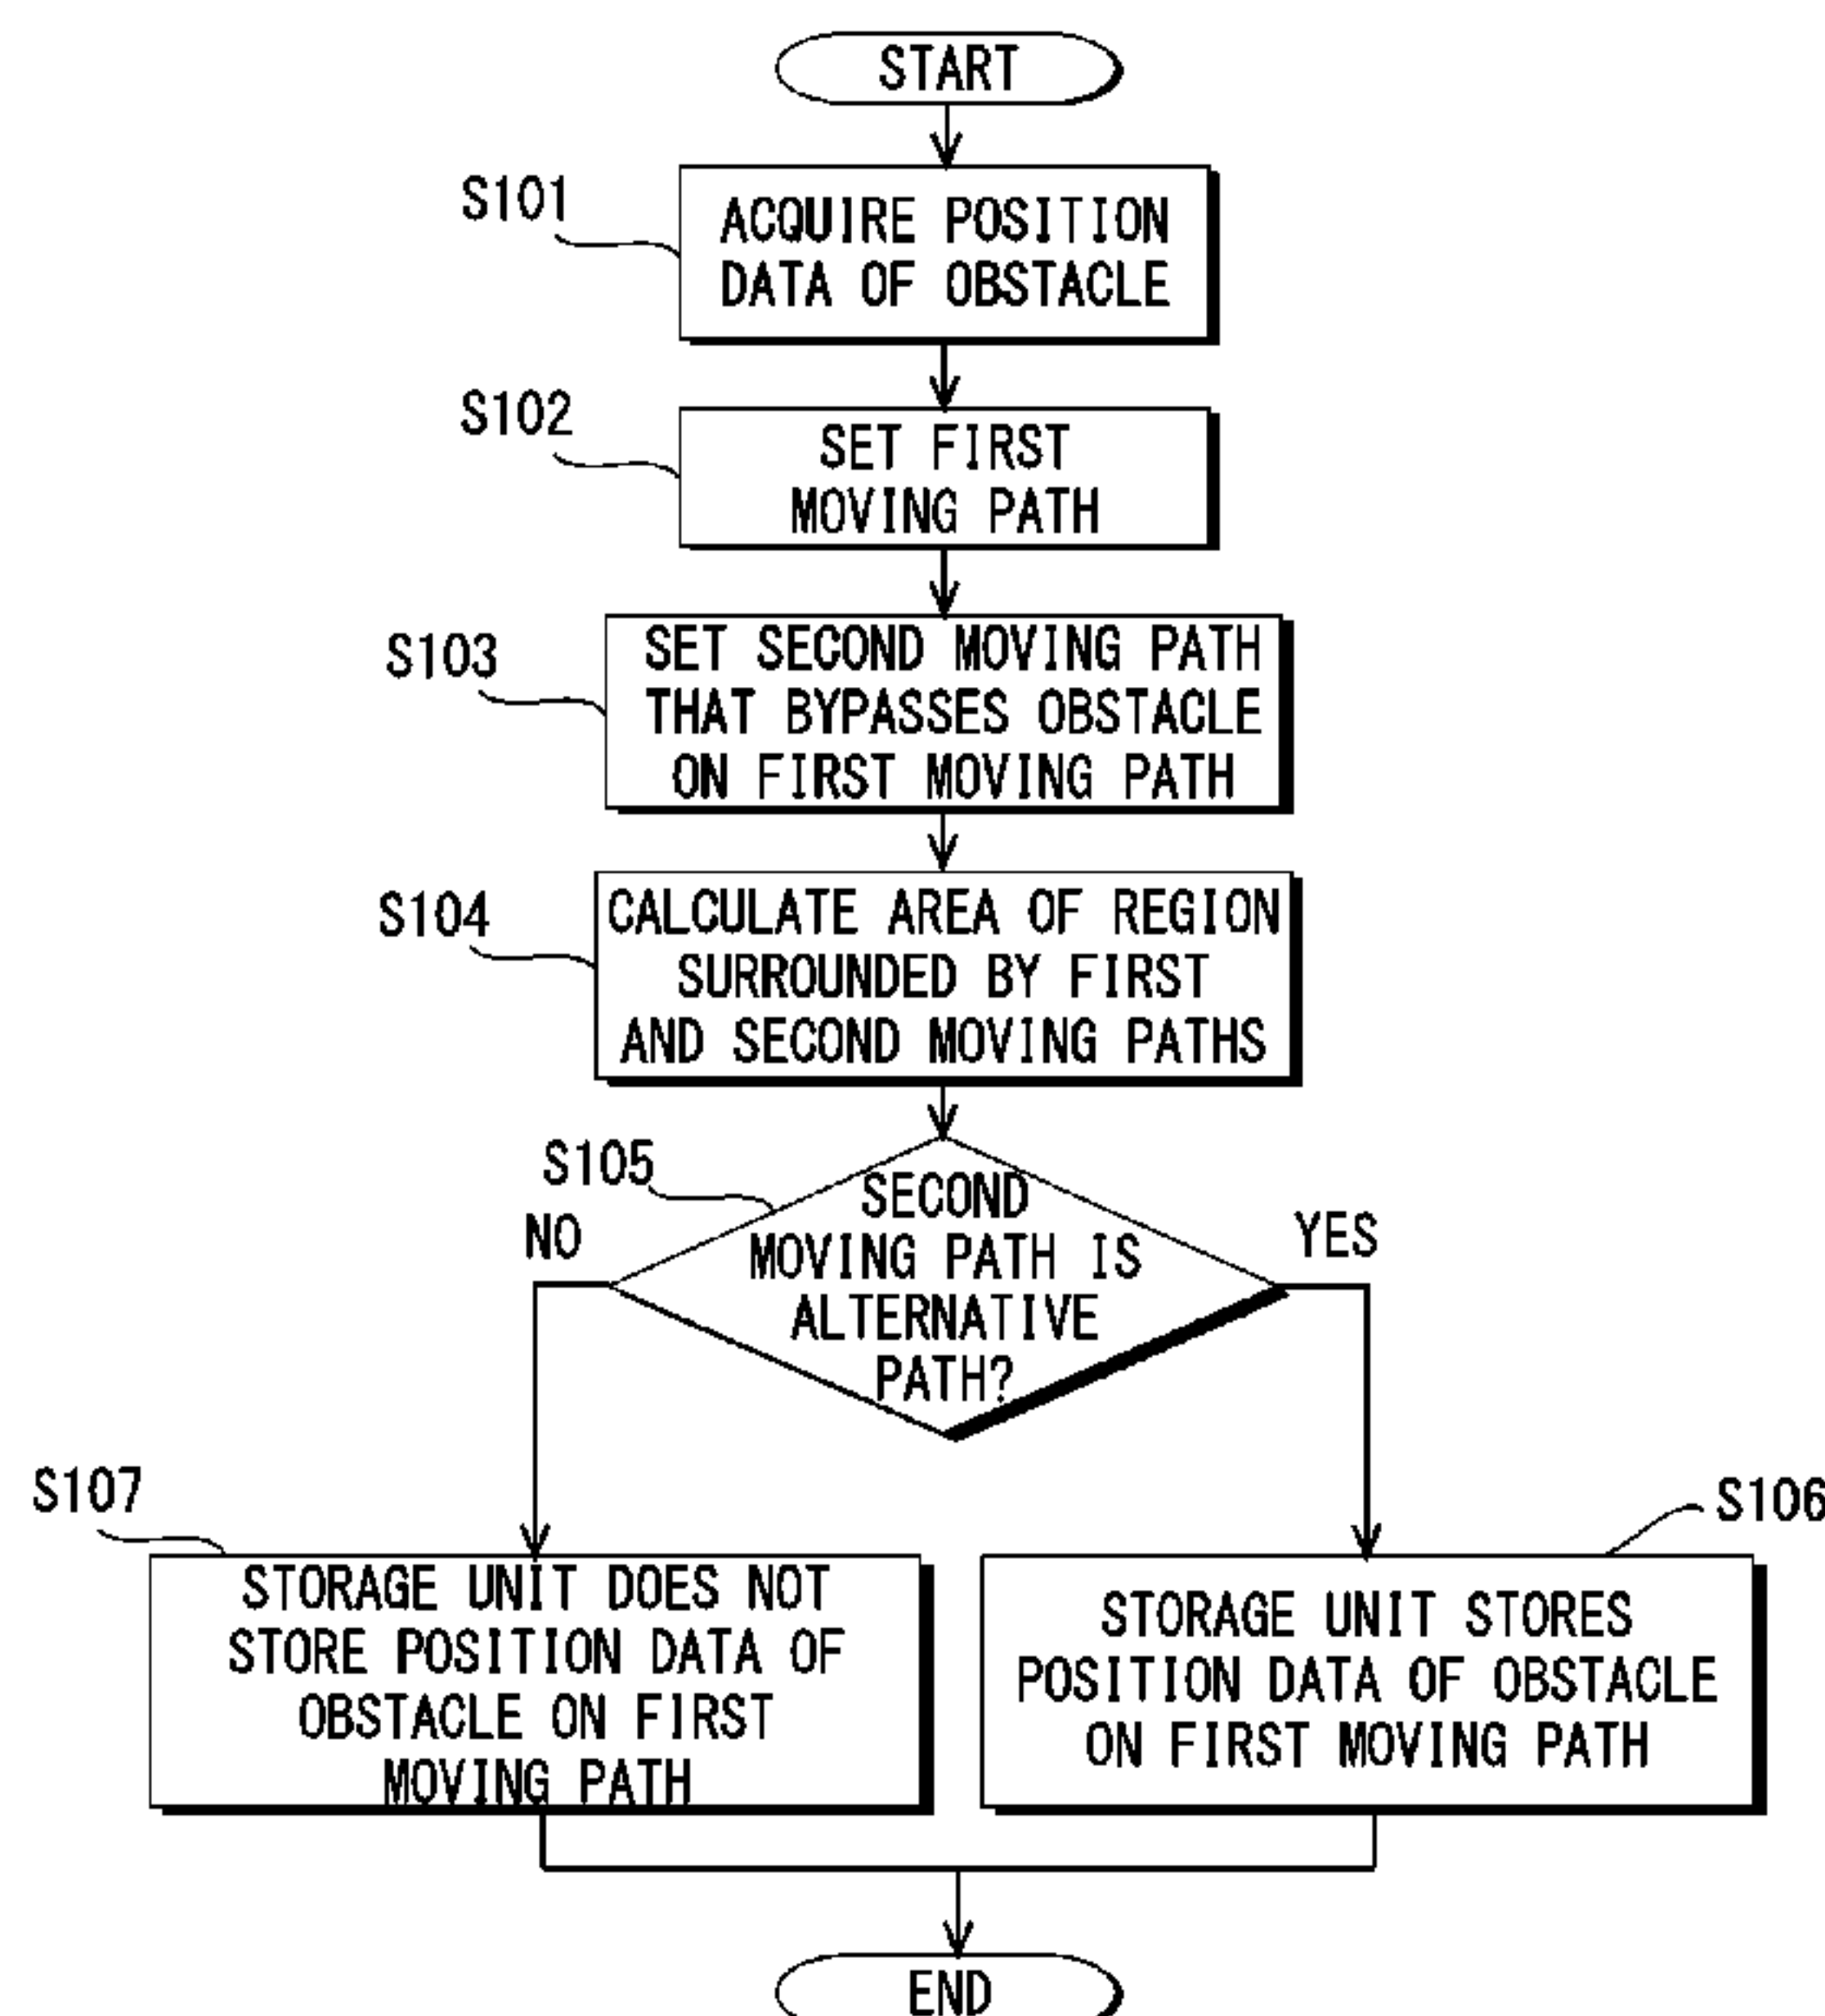 START
S101
ACQUIRE POSITION
DATA OF OBSTACLE
S102
SET FIRST
MOVING PATH
S103
SET SECOND MOVING PATH
THAT BYPASSES OBSTACLE
ON FIRST MOVING PATH
S104
CALCULATE AREA OF REGION
SURROUNDED BY FIRST
AND SECOND MOVING PATHS
S105
SECOND
MOVING PATH IS
ALTERNATIVE
PATH?
NO
YES
S107
STORAGE UNIT DOES NOT
STORE POSITION DATA OF
OBSTACLE ON FIRST
MOVING PATH
S106
STORAGE UNIT STORES
POSITION DATA OF OBSTACLE
ON FIRST MOVING PATH
END